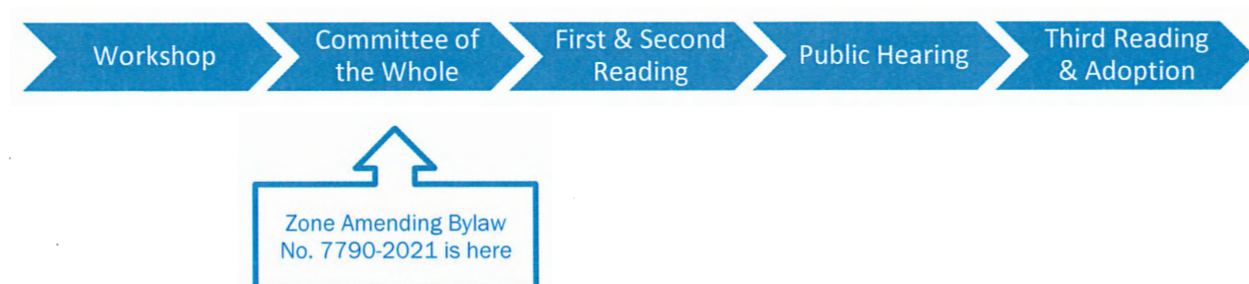 Workshop
Committee of
the Whole
First & Second
Reading
Public Hearing
Third Reading
& Adoption
Zone Amending Bylaw
No. 7790-2021 is here